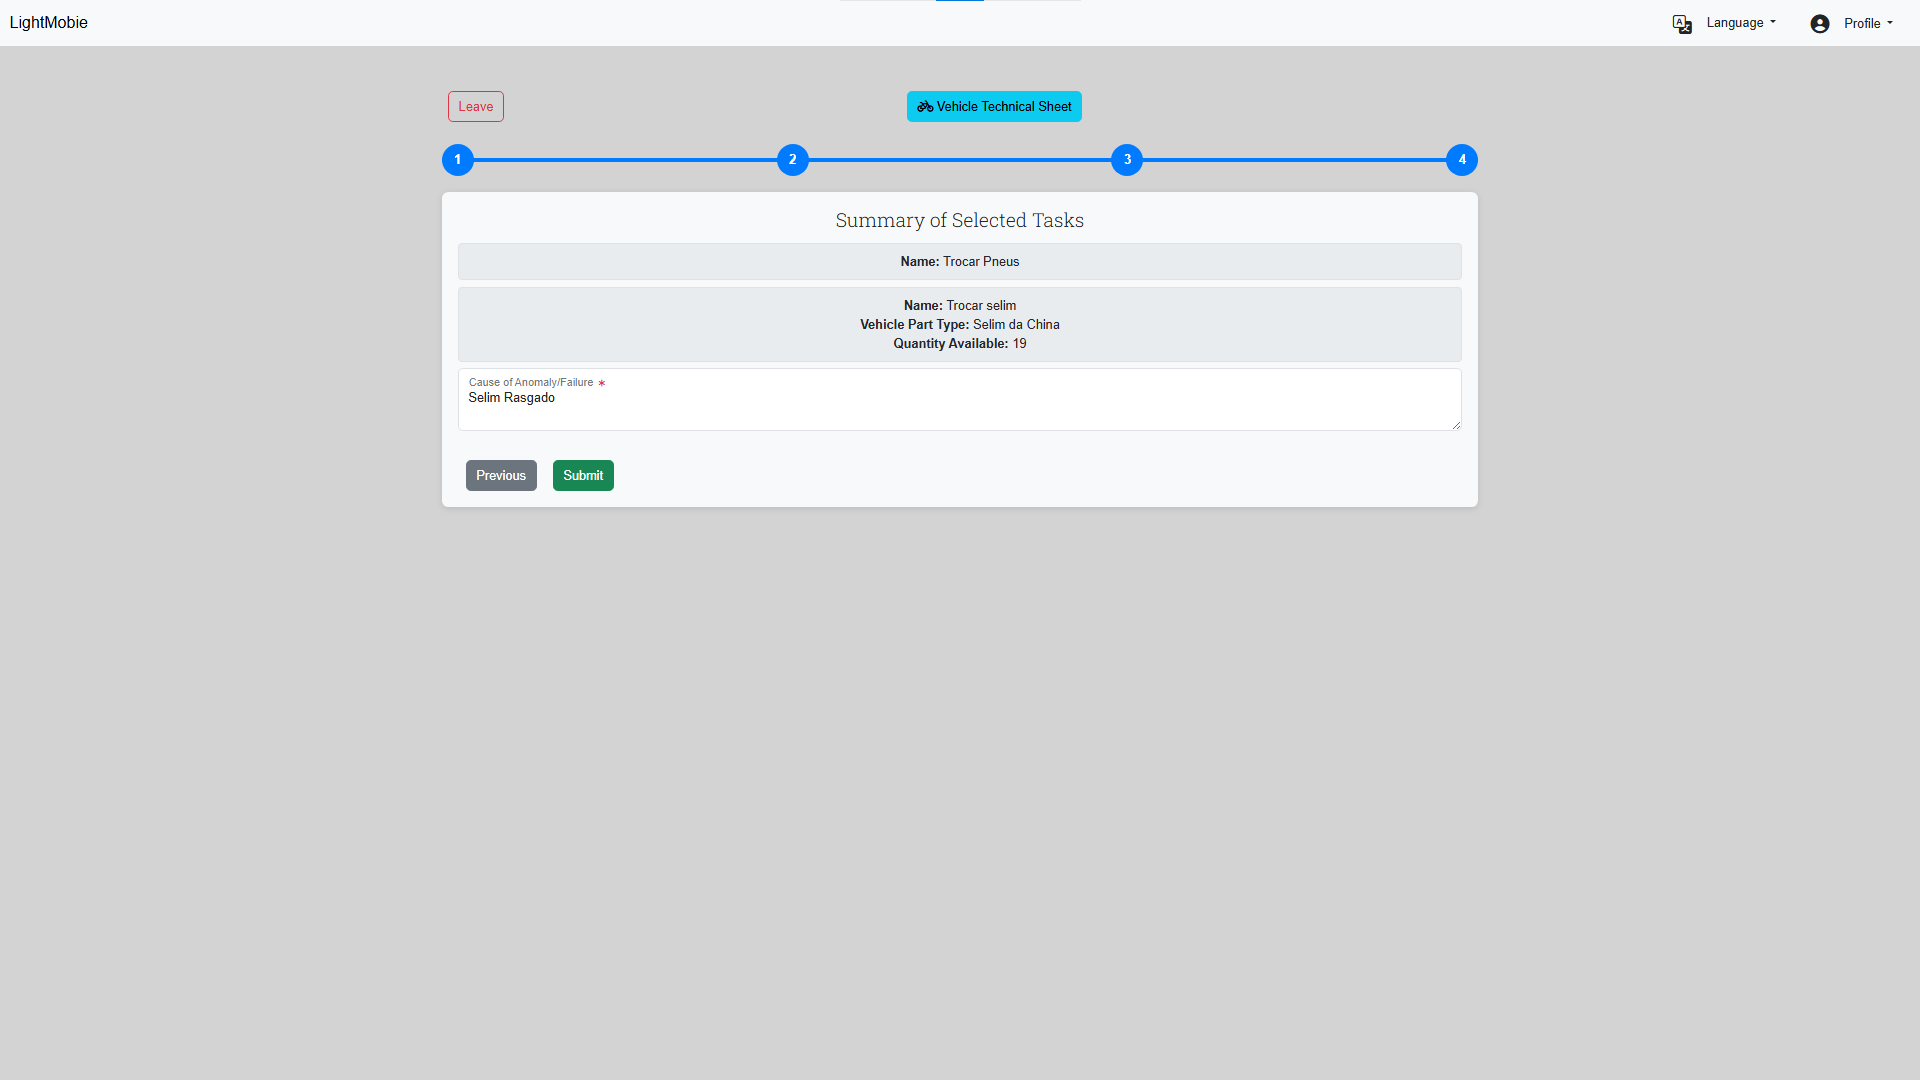 LightMobie
Language
Profile
Leave
Vehicle Technical Sheet
1
2
3
4
Summary of Selected Tasks
Name: Trocar Pneus
Name: Trocar selim
Vehicle Part Type: Selim da China
Quantity Available: 19
Cause of Anomaly/Failure *
Selim Rasgado
Previous
Submit